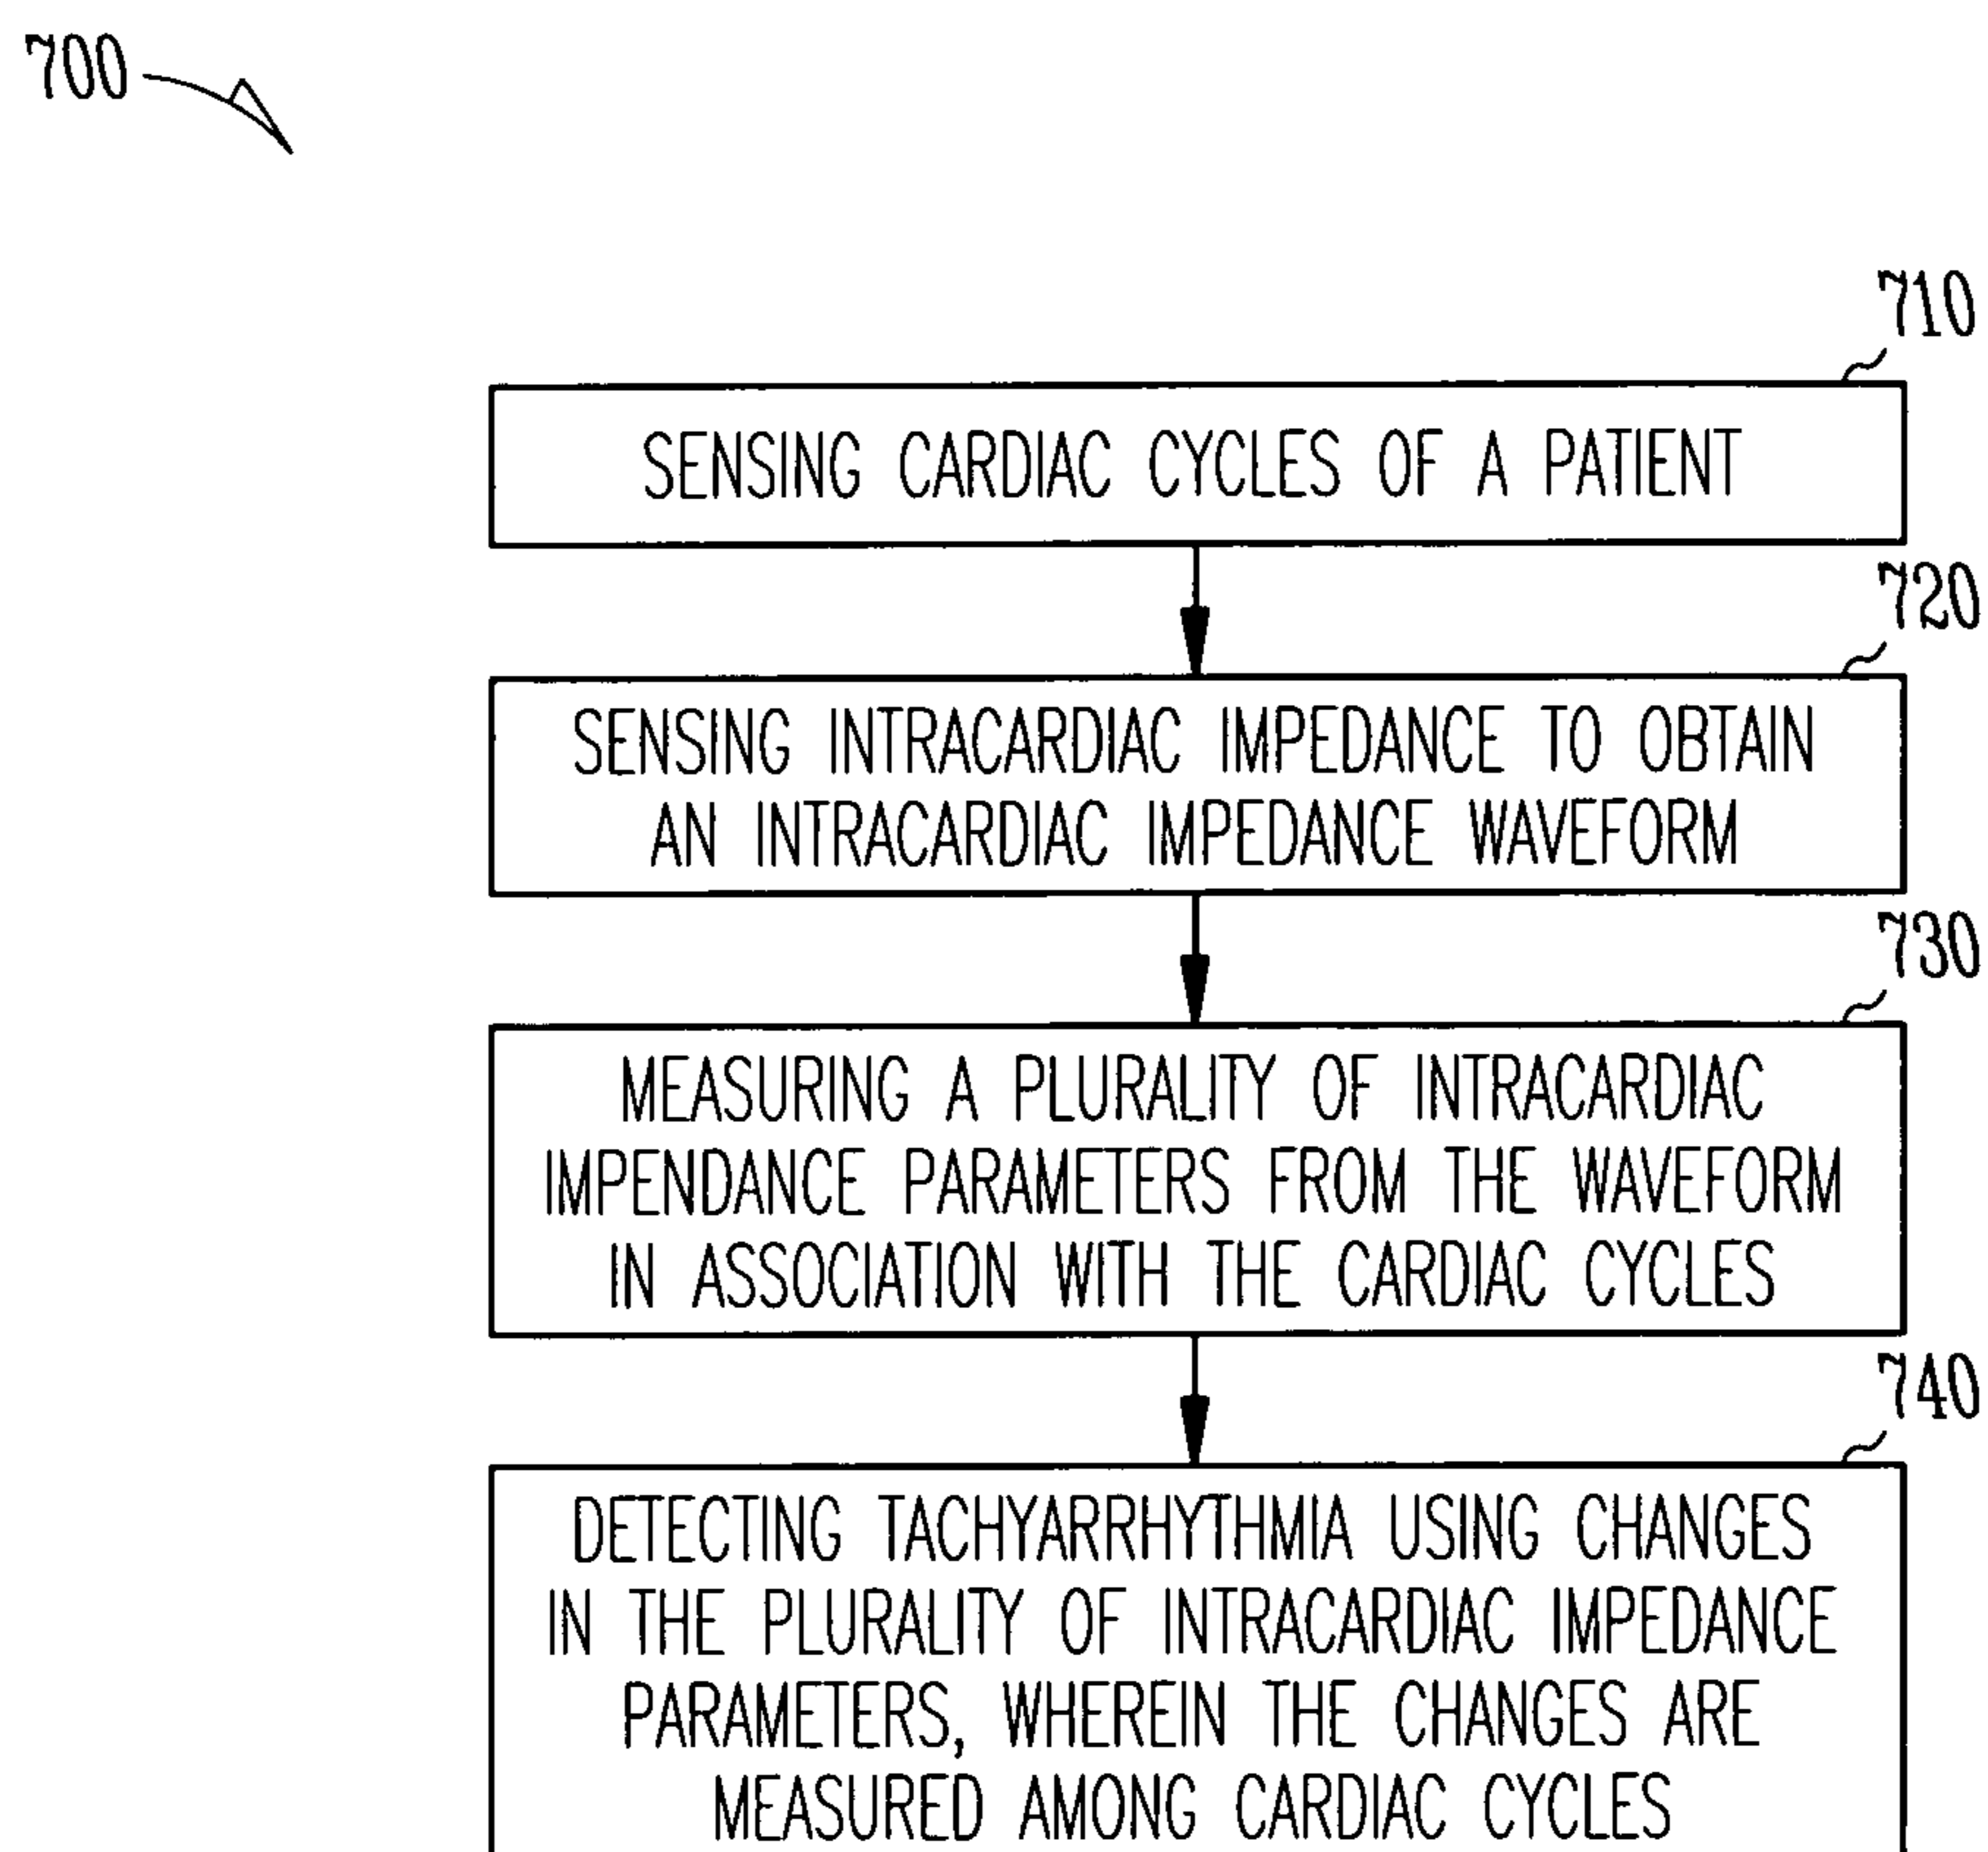 700
710
SENSING CARDIAC CYCLES OF A PATIENT
720
SENSING INTRACARDIAC IMPEDANCE TO OBTAIN
AN INTRACARDIAC IMPEDANCE WAVEFORM
730
MEASURING A PLURALITY OF INTRACARDIAC
IMPENDANCE PARAMETERS FROM THE WAVEFORM
IN ASSOCIATION WITH THE CARDIAC CYCLES
740
DETECTING TACHYARRHYTHMIA USING CHANGES
IN THE PLURALITY OF INTRACARDIAC IMPEDANCE
PARAMETERS, WHEREIN THE CHANGES ARE
MEASURED AMONG CARDIAC CYCLES